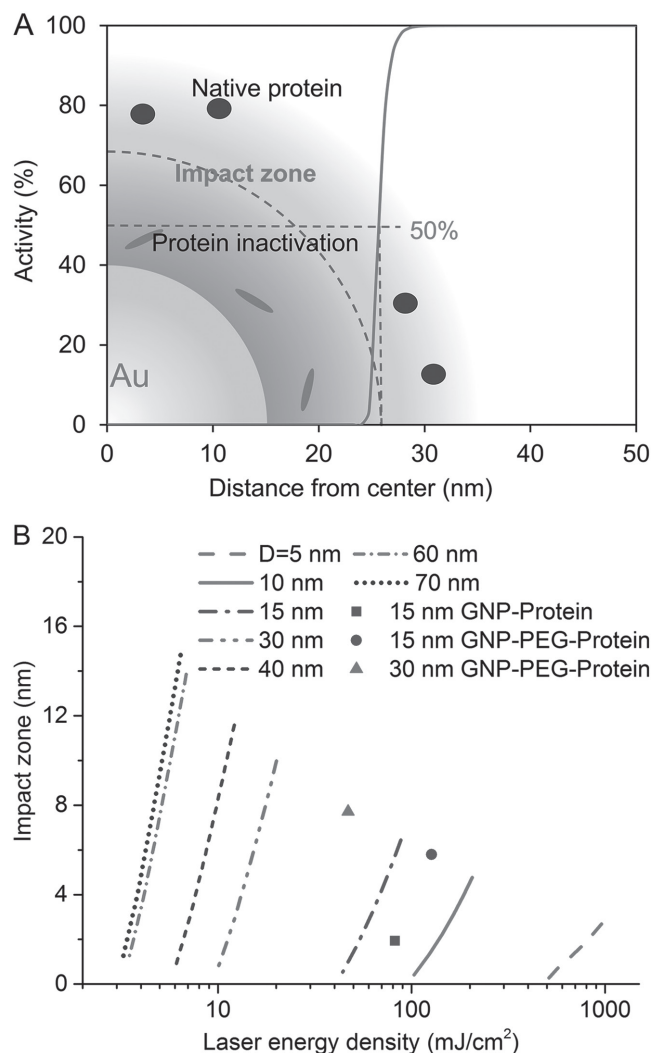 A
Activity (%)
100
80
60
40
20
0
Native protein
Impact zone
50%
Protein inactivation
Au
0 10 20 30 40 50
Distance from center (nm)
B
Impact zone (nm)
20
16
12
8
4
0
D=5 nm 60 nm
10 nm 70 nm
15 nm 15 nm GNP-Protein
30 nm 15 nm GNP-PEG-Protein
40 nm 30 nm GNP-PEG-Protein
10 100 1000
Laser energy density (mJ/cm²)